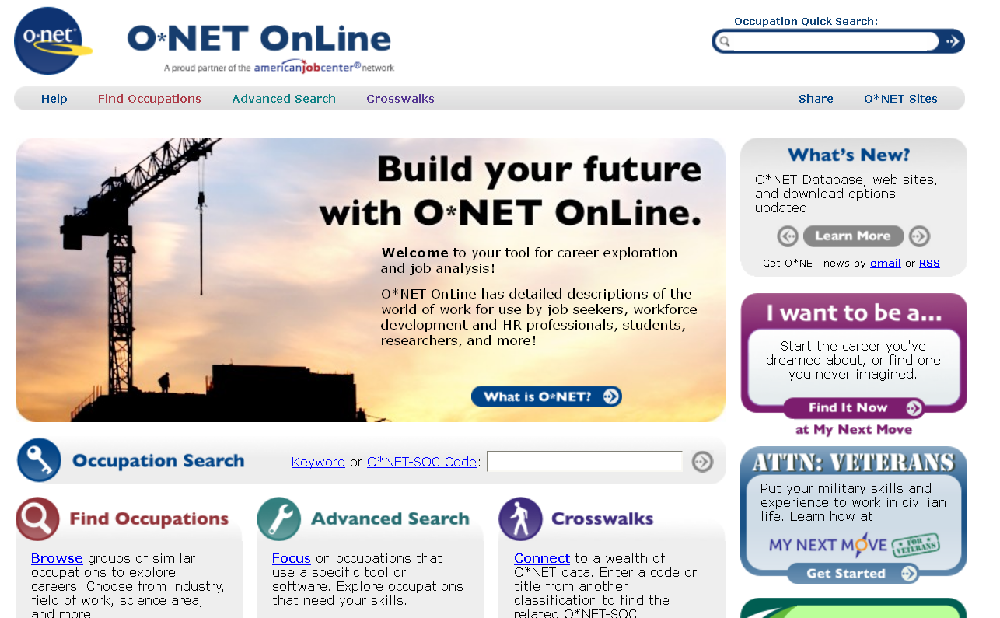 o·net®
O*NET OnLine
A proud partner of the americanjobcenter® network
Occupation Quick Search:
Help
Find Occupations
Advanced Search
Crosswalks
Share
O*NET Sites
Build your future
with O*NET OnLine.
Welcome to your tool for career exploration
and job analysis!
O*NET OnLine has detailed descriptions of the
world of work for use by job seekers, workforce
development and HR professionals, students,
researchers, and more!
What is O*NET?
What's New?
O*NET Database, web sites,
and download options
updated
Learn More
Get O*NET news by email or RSS.
I want to be a...
Start the career you've
dreamed about, or find one
you never imagined.
Find It Now
at My Next Move
ATTN: VETERANS
Put your military skills and
experience to work in civilian
life. Learn how at:
MY NEXT MOVE
FOR
VETERANS
Get Started
Occupation Search
Keyword or O*NET-SOC Code:
Find Occupations
Browse groups of similar
occupations to explore
careers. Choose from industry,
field of work, science area,
and more.
Advanced Search
Focus on occupations that
use a specific tool or
software. Explore occupations
that need your skills.
Crosswalks
Connect to a wealth of
O*NET data. Enter a code or
title from another
classification to find the
related O*NET-SOC